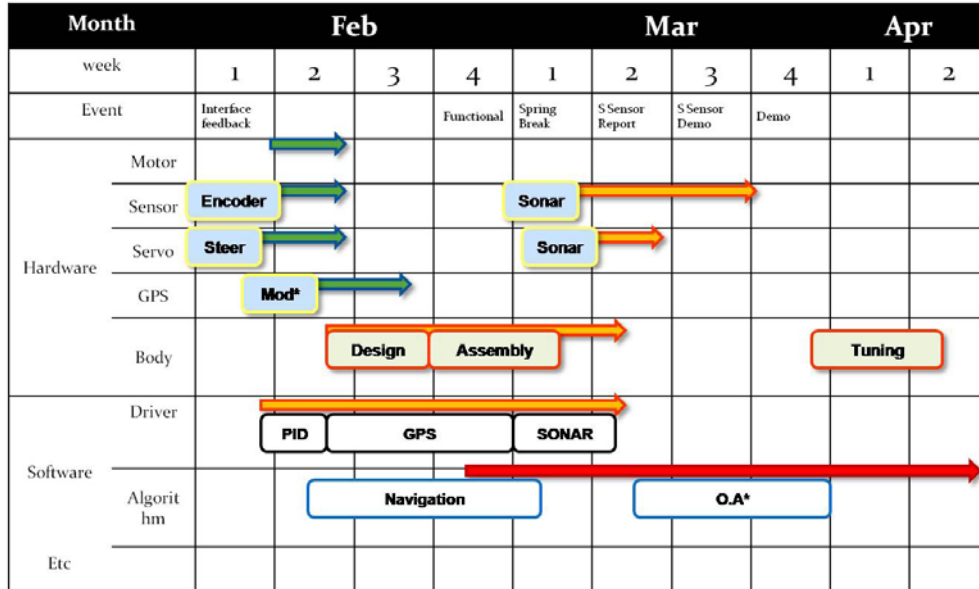 Month Feb Mar Apr
week 1 2 3 4 1 2 3 4 1 2
Event Interface feedback Functional Spring Break S Sensor Report S Sensor Demo Demo
Motor
Sensor Encoder Sonar
Hardware Servo Steer Sonar
GPS Mod*
Body Design Assembly Tuning
Driver
PID GPS SONAR
Software
Algorit
hm Navigation O.A*
Etc